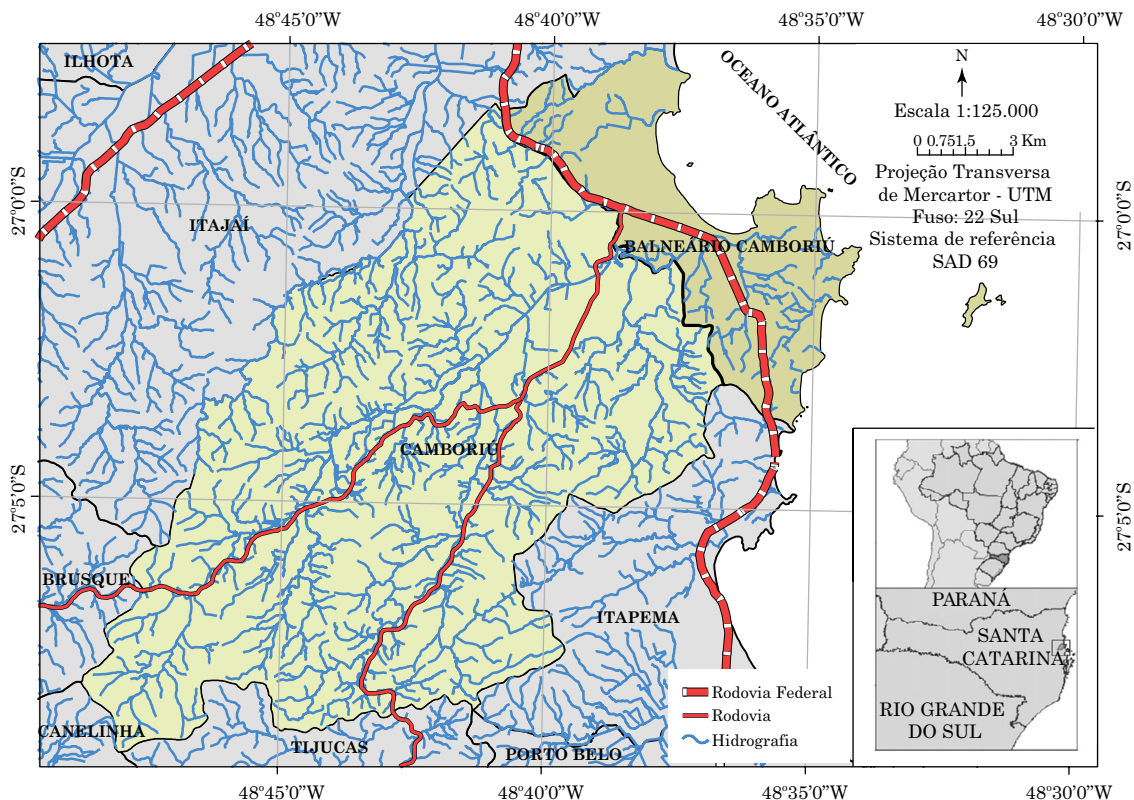 48°45'0"W
48°40'0"W
48°35'0"W
48°30'0"W
ILHOTA
OCEANO ATLÂNTICO
N
Escala 1:125.000
0 0.751.5 3 Km
Projeção Transversa
de Mercartor - UTM
Fuso: 22 Sul
Sistema de referência
SAD 69
27°0'0"S
27°0'0"S
ITAJAÍ
BALNEÁRIO CAMBORIÚ
CAMBORIÚ
27°5'0"S
27°5'0"S
BRUSQUE
ITAPEMA
PARANÁ
SANTA
CATARINA
RIO GRANDE
DO SUL
Rodovia Federal
Rodovia
Hidrografia
CANELINHA
TIJUCAS
PORTO BELO
48°45'0"W
48°40'0"W
48°35'0"W
48°30'0"W